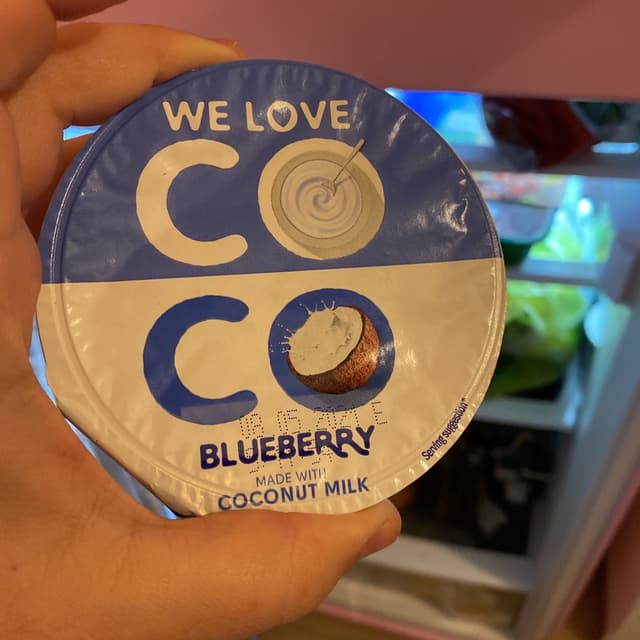 WE LOVE
CO
CO
BLUEBERRY
MADE WITH
COCONUT MILK
Serving suggestion